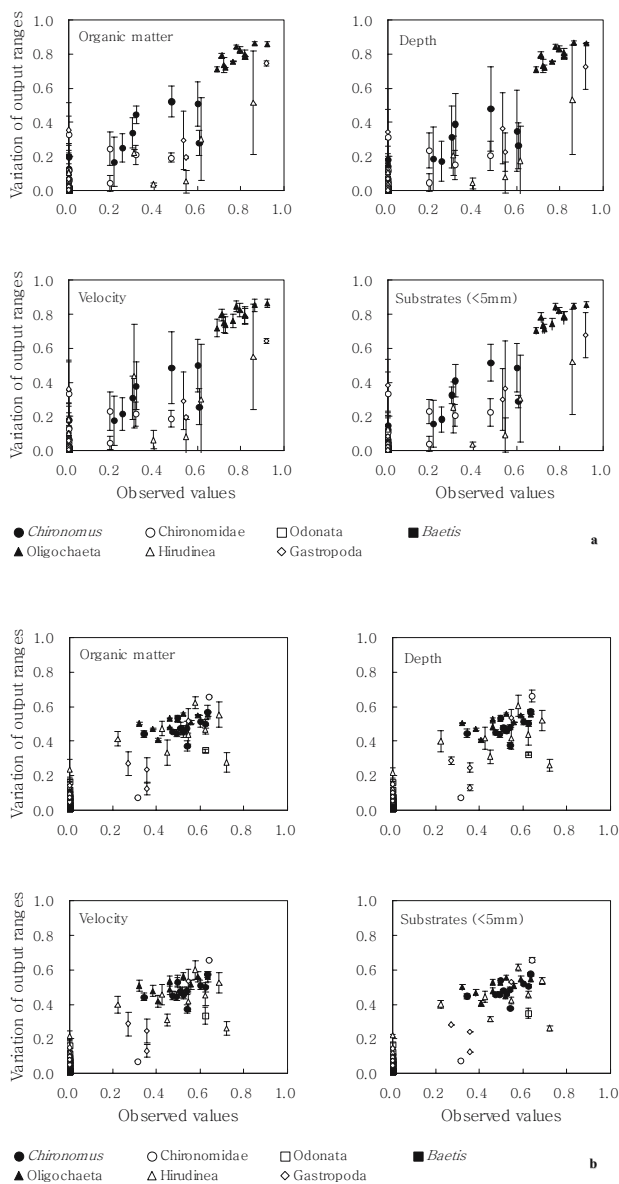 Organic matter
Depth
Variation of output ranges
1.0
0.8
0.6
0.4
0.2
0.0
0.0 0.2 0.4 0.6 0.8 1.0
1.0
0.8
0.6
0.4
0.2
0.0
0.0 0.2 0.4 0.6 0.8 1.0
Velocity
Substrates (<5mm)
Variation of output ranges
1.0
0.8
0.6
0.4
0.2
0.0
0.0 0.2 0.4 0.6 0.8 1.0
Observed values
1.0
0.8
0.6
0.4
0.2
0.0
0.0 0.2 0.4 0.6 0.8 1.0
Observed values
Chironomus Chironomidae Odonata Baetis
Oligochaeta Hirudinea Gastropoda
a
Organic matter
Depth
Variation of output ranges
1.0
0.8
0.6
0.4
0.2
0.0
0.0 0.2 0.4 0.6 0.8 1.0
1.0
0.8
0.6
0.4
0.2
0.0
0.0 0.2 0.4 0.6 0.8 1.0
Velocity
Substrates (<5mm)
Variation of output ranges
1.0
0.8
0.6
0.4
0.2
0.0
0.0 0.2 0.4 0.6 0.8 1.0
Observed values
1.0
0.8
0.6
0.4
0.2
0.0
0.0 0.2 0.4 0.6 0.8 1.0
Observed values
Chironomus Chironomidae Odonata Baetis
Oligochaeta Hirudinea Gastropoda
b